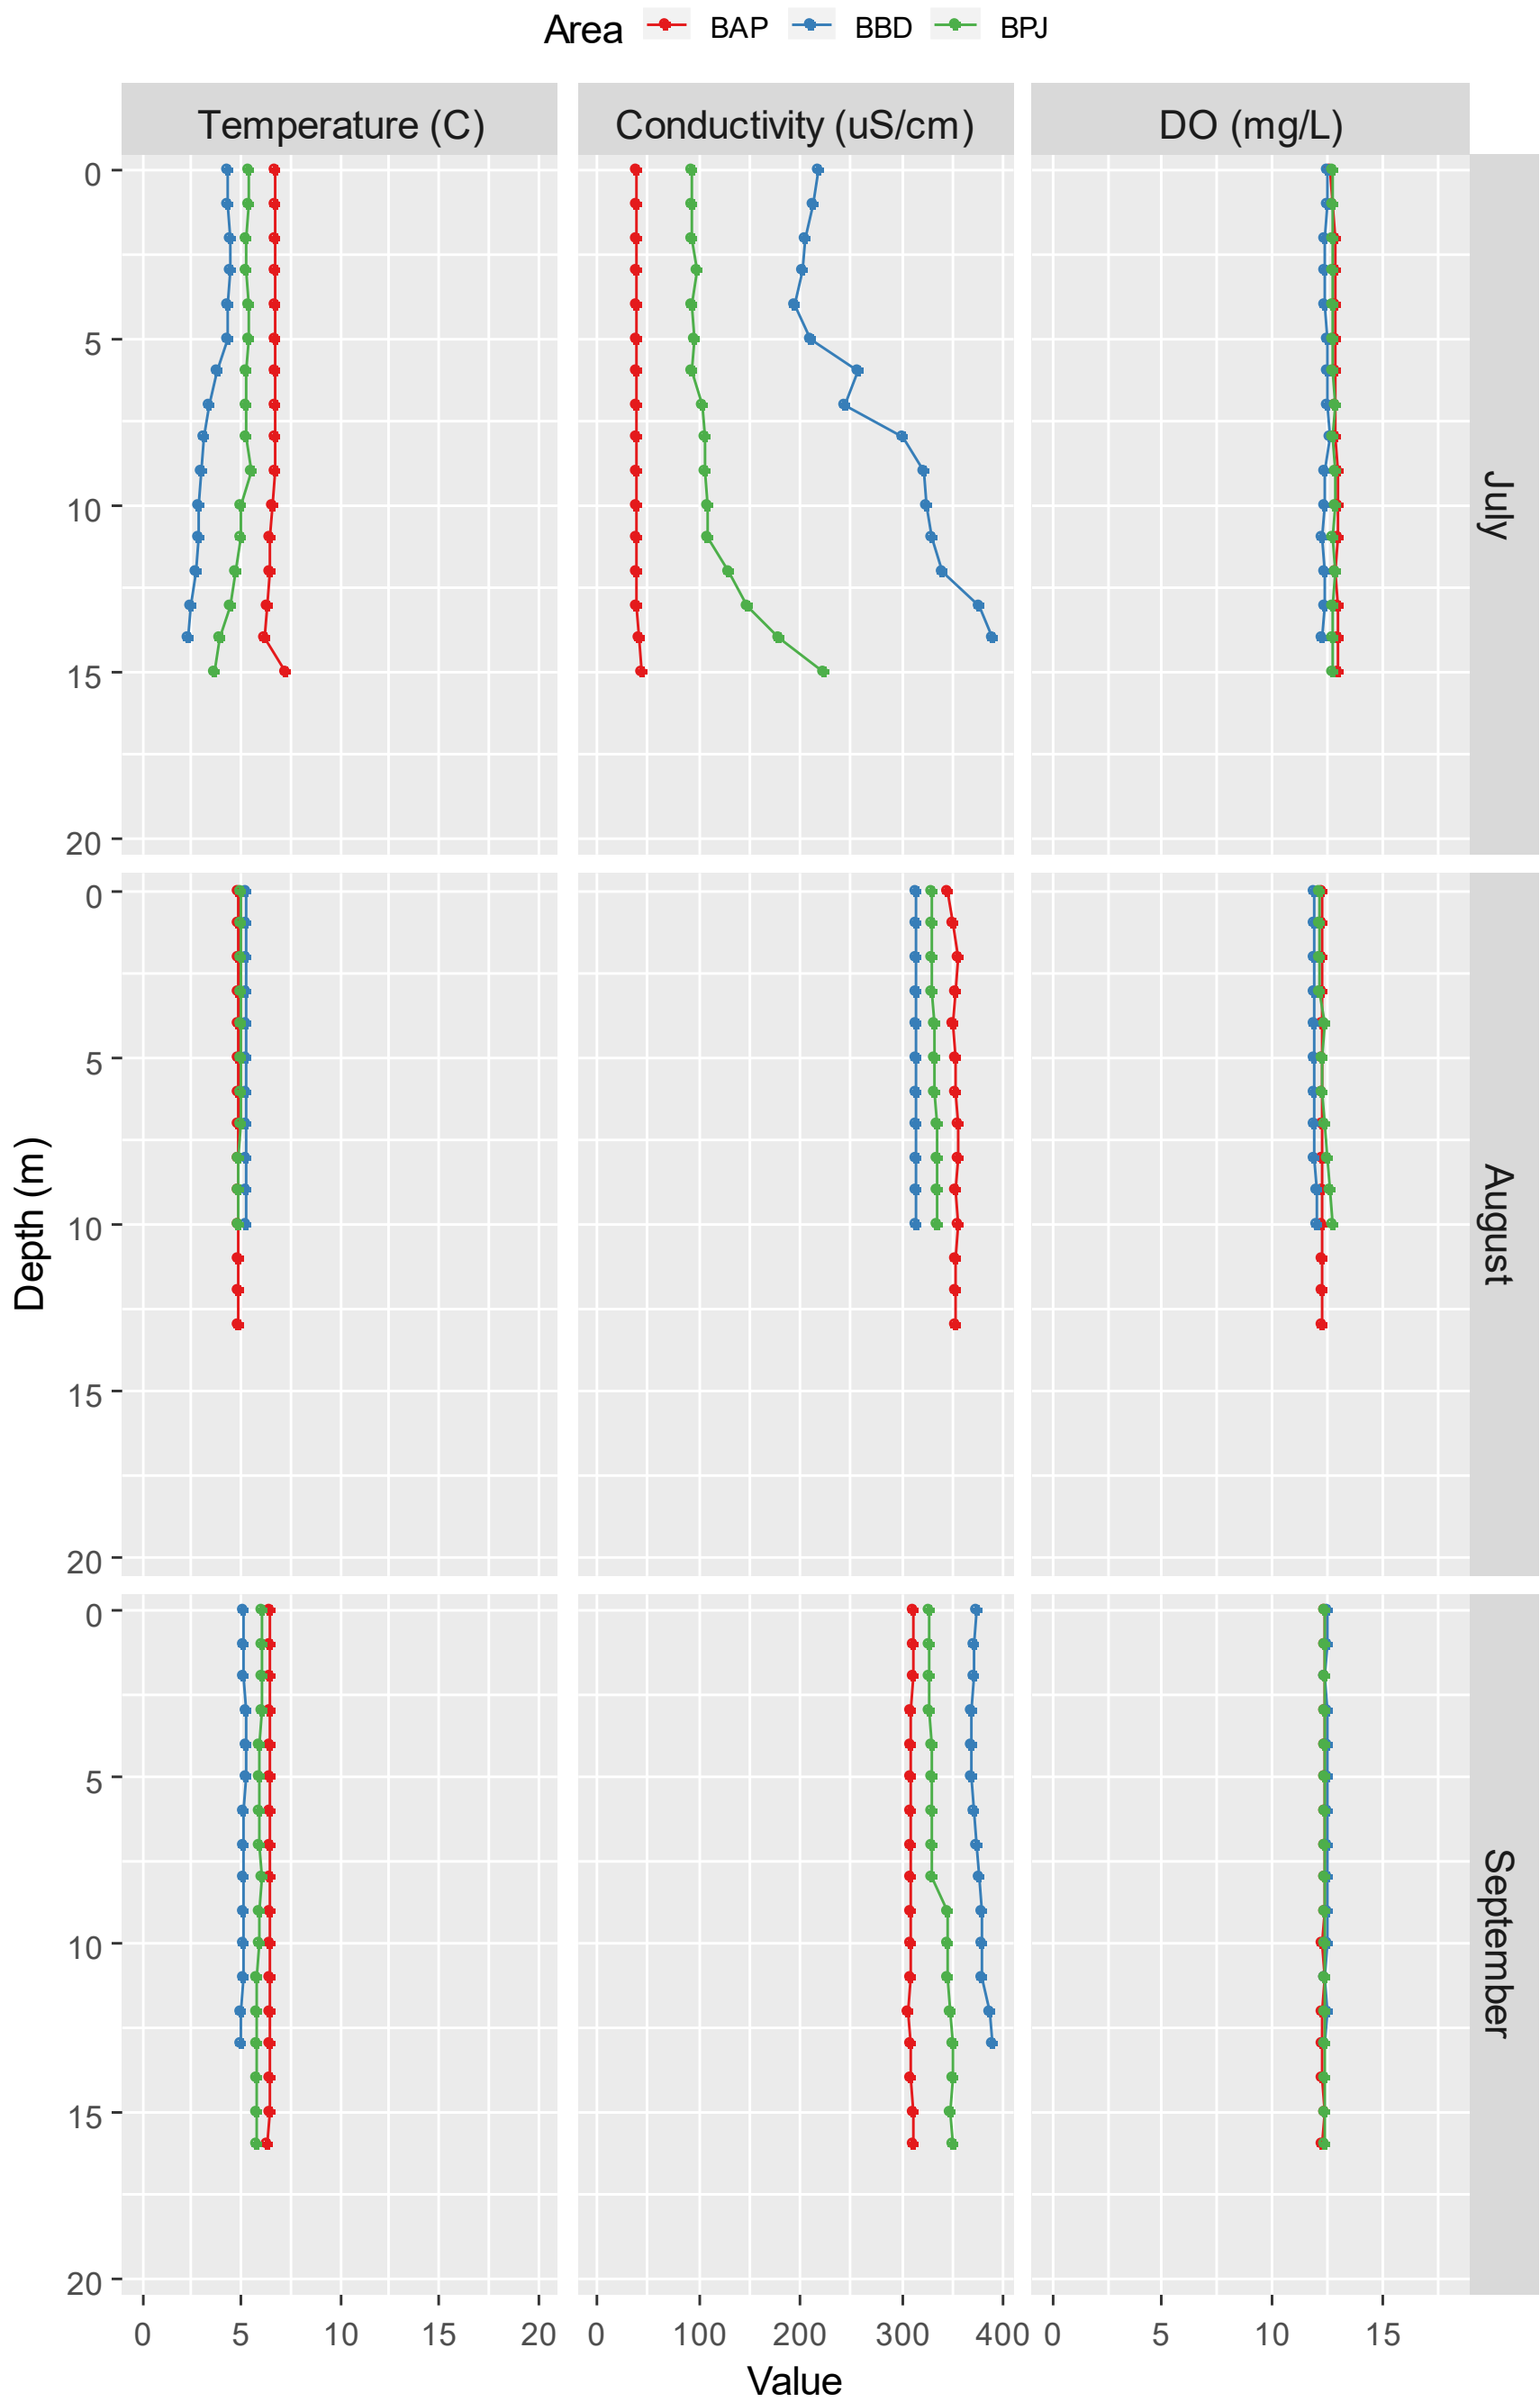 Area BAP BBD BPJ
Temperature (C) Conductivity (uS/cm) DO (mg/L)
0
5
10
15
20
July
0
5
10
15
20
August
Depth (m)
0
5
10
15
20
September
0 5 10 15 20 0 100 200 300 400 0 5 10 15
Value